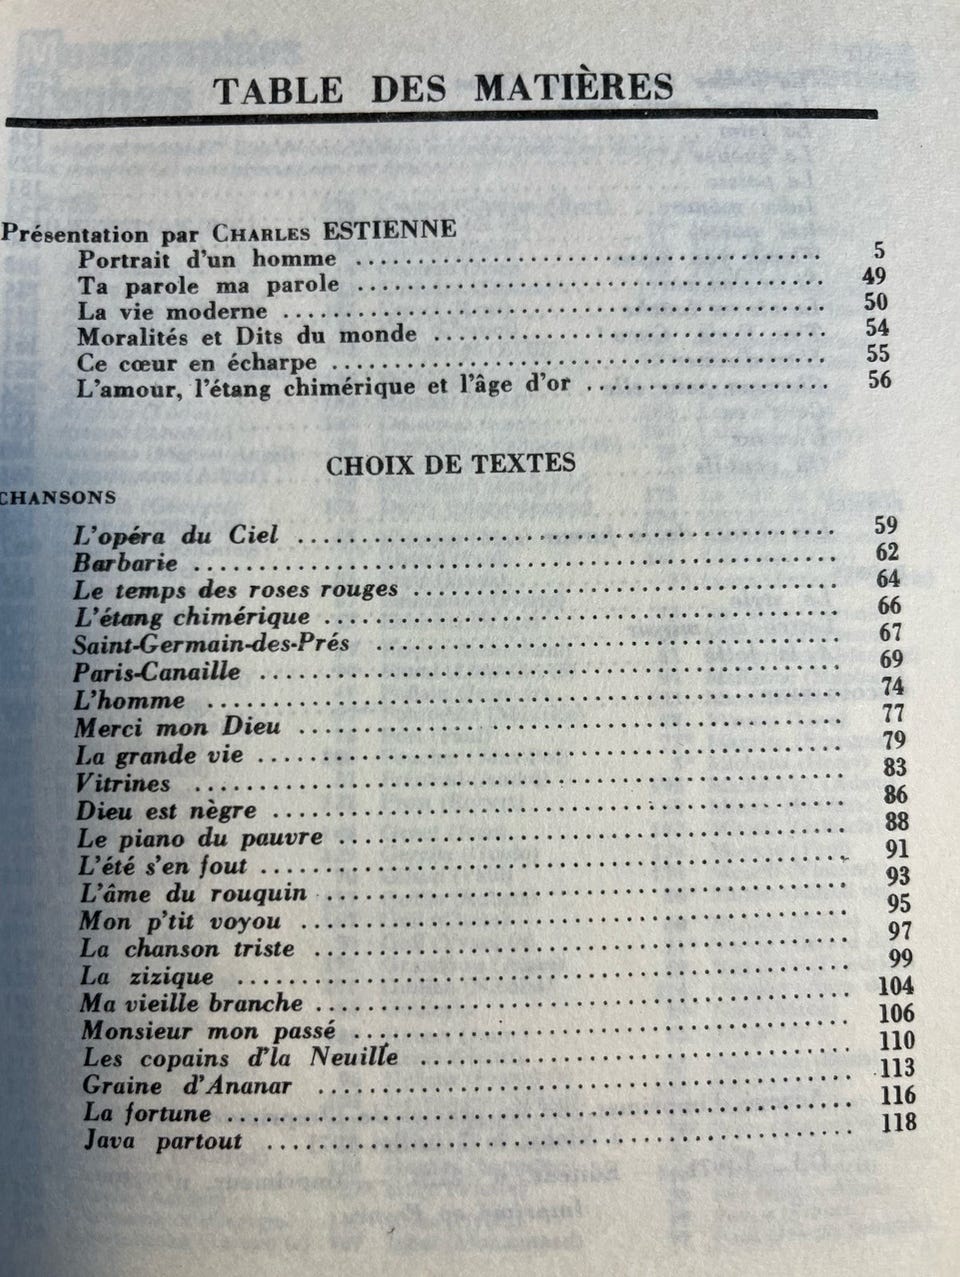 TABLE DES MATIÈRES
Présentation par CHARLES ESTIENNE
Portrait d'un homme ........ 5
Ta parole ma parole ........ 49
La vie moderne ........ 50
Moralités et Dits du monde ........ 54
Ce cœur en écharpe ........ 55
L'amour, l'étang chimérique et l'âge d'or ........ 56
CHOIX DE TEXTES
CHANSONS
L'opéra du Ciel ........ 59
Barbarie ........ 62
Le temps des roses rouges ........ 64
L'étang chimérique ........ 66
Saint-Germain-des-Prés ........ 67
Paris-Canaille ........ 69
L'homme ........ 74
Merci mon Dieu ........ 77
La grande vie ........ 79
Vitrines ........ 83
Dieu est nègre ........ 86
Le piano du pauvre ........ 88
L'été s'en fout ........ 91
L'âme du rouquin ........ 93
Mon p'tit voyou ........ 95
La chanson triste ........ 97
La zizique ........ 99
Ma vieille branche ........ 104
Monsieur mon passé ........ 106
Les copains d'la Neuille ........ 110
Graine d'Ananar ........ 113
La fortune ........ 116
Java partout ........ 118